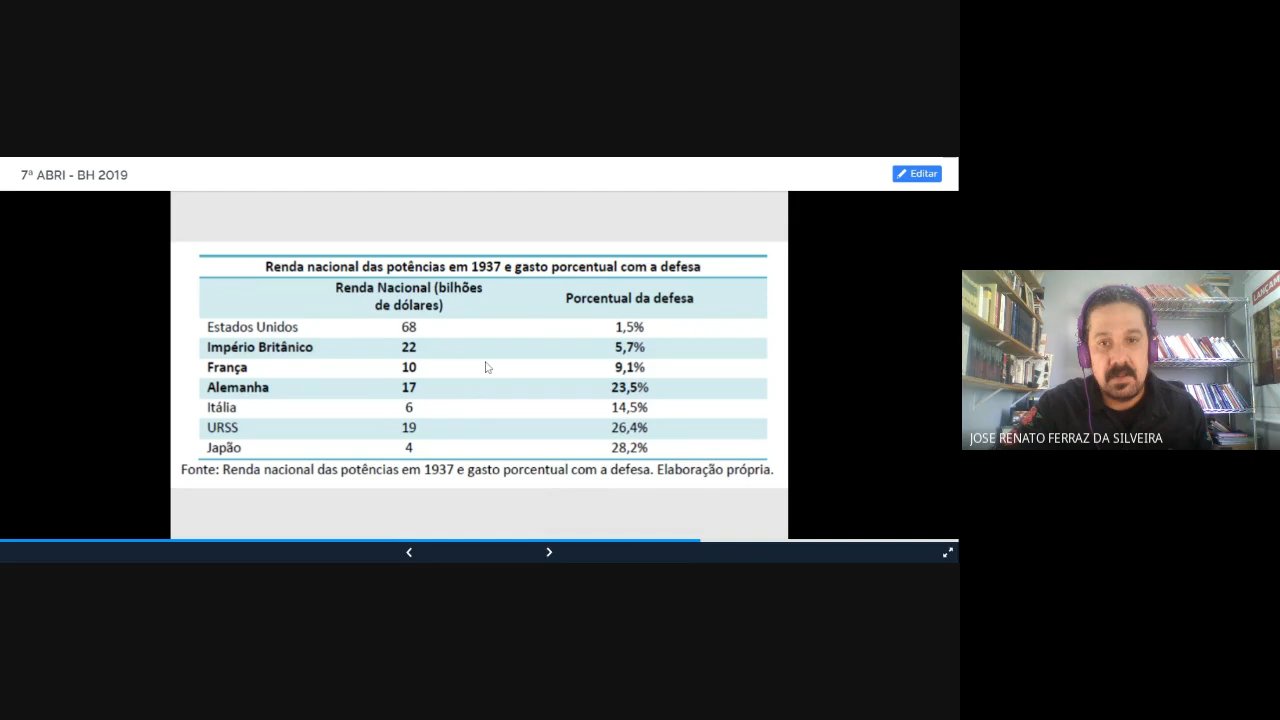 7ª ABRI - BH 2019
Editar
Renda nacional das potências em 1937 e gasto porcentual com a defesa
Renda Nacional (bilhões de dólares) Porcentual da defesa
Estados Unidos 68 1,5%
Império Britânico 22 5,7%
França 10 9,1%
Alemanha 17 23,5%
Itália 6 14,5%
URSS 19 26,4%
Japão 4 28,2%
Fonte: Renda nacional das potências em 1937 e gasto porcentual com a defesa. Elaboração própria.
JOSE RENATO FERRAZ DA SILVEIRA